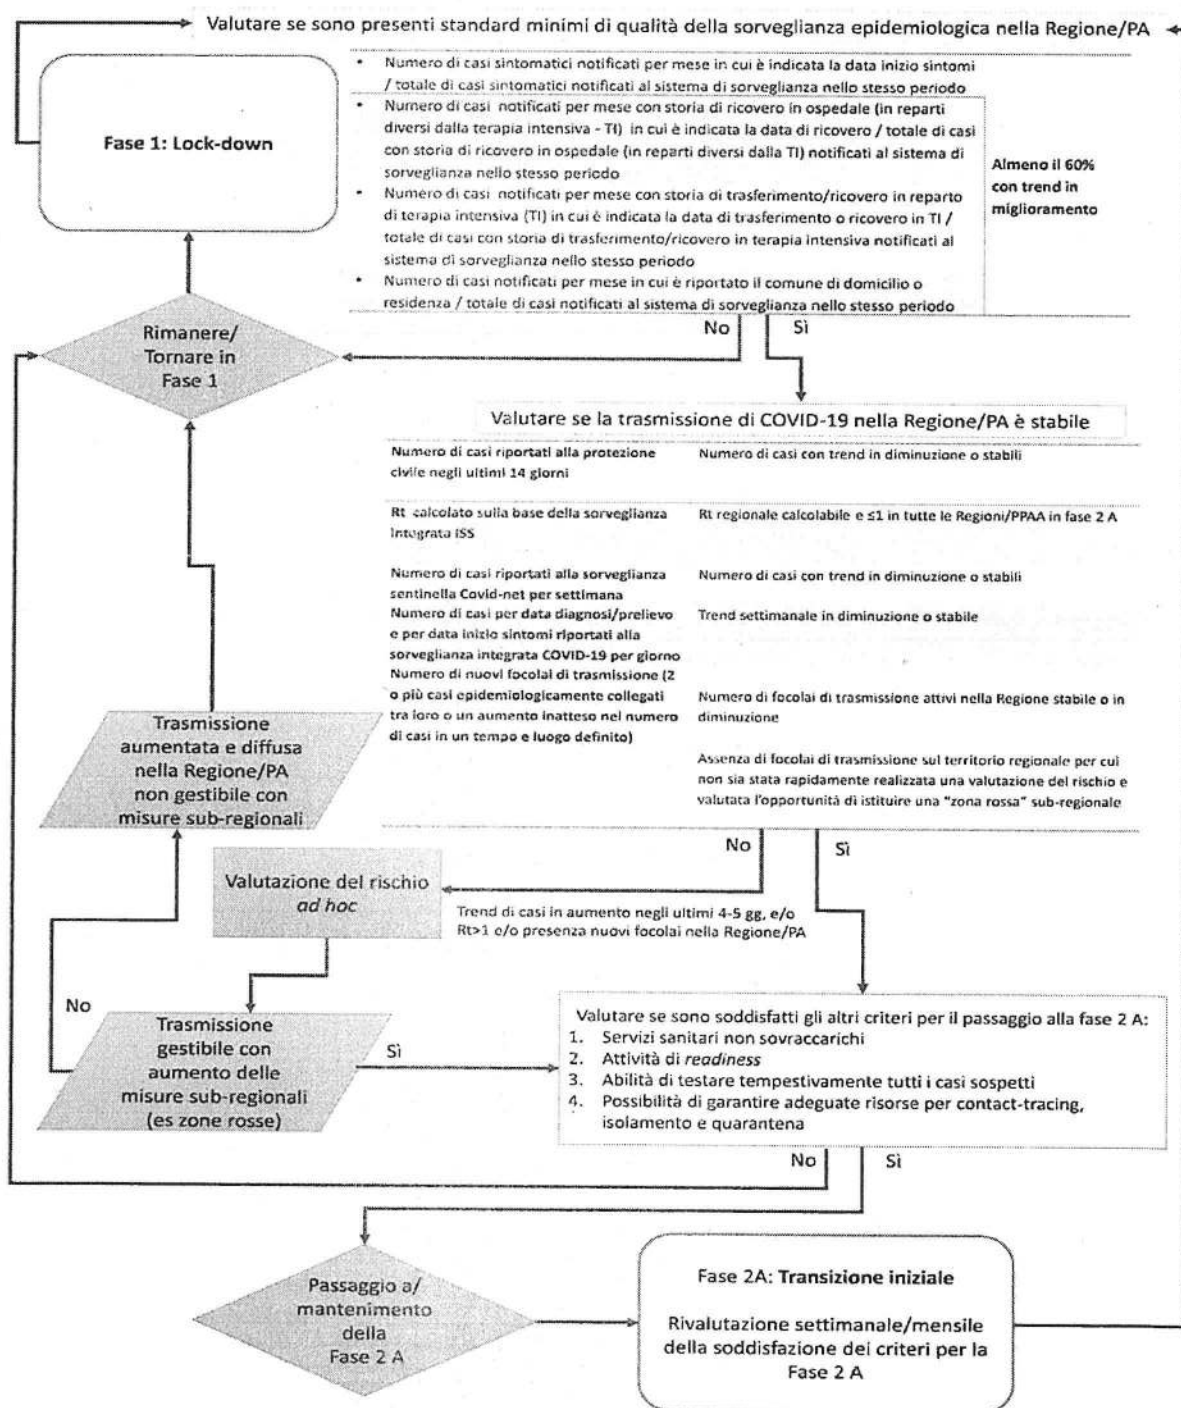 Valutare se sono presenti standard minimi di qualità della sorveglianza epidemiologica nella Regione/PA
Fase 1: Lock-down
• Numero di casi sintomatici notificati per mese in cui è indicata la data inizio sintomi
/ totale di casi sintomatici notificati al sistema di sorveglianza nello stesso periodo
• Numero di casi notificati per mese con storia di ricovero in ospedale (in reparti
diversi dalla terapia intensiva - TI) in cui è indicata la data di ricovero / totale di casi
con storia di ricovero in ospedale (in reparti diversi dalla TI) notificati al sistema di
sorveglianza nello stesso periodo
• Numero di casi notificati per mese con storia di trasferimento/ricovero in reparto
di terapia intensiva (TI) in cui è indicata la data di trasferimento o ricovero in TI /
totale di casi con storia di trasferimento/ricovero in terapia intensiva notificati al
sistema di sorveglianza nello stesso periodo
• Numero di casi notificati per mese in cui è riportato il comune di domicilio o
residenza / totale di casi notificati al sistema di sorveglianza nello stesso periodo
Almeno il 60%
con trend in
miglioramento
No
Sì
Rimanere/
Tornare in
Fase 1
Valutare se la trasmissione di COVID-19 nella Regione/PA è stabile
Numero di casi riportati alla protezione
civile negli ultimi 14 giorni
Numero di casi con trend in diminuzione o stabili
Rt calcolato sulla base della sorveglianza
Integrata ISS
Rt regionale calcolabile e ≤1 in tutte le Regioni/PPAA in fase 2 A
Numero di casi riportati alla sorveglianza
sentinella Covid-net per settimana
Numero di casi con trend in diminuzione o stabili
Numero di casi per data diagnosi/prelievo
e per data inizio sintomi riportati alla
sorveglianza integrata COVID-19 per giorno
Trend settimanale in diminuzione o stabile
Numero di nuovi focolai di trasmissione (2
o più casi epidemiologicamente collegati
tra loro o un aumento inatteso nel numero
di casi in un tempo e luogo definito)
Numero di focolai di trasmissione attivi nella Regione stabile o in
diminuzione
Assenza di focolai di trasmissione sul territorio regionale per cui
non sia stata rapidamente realizzata una valutazione del rischio e
valutata l'opportunità di istituire una "zona rossa" sub-regionale
Trasmissione
aumentata e diffusa
nella Regione/PA
non gestibile con
misure sub-regionali
No
Sì
Valutazione del rischio
ad hoc
Trend di casi in aumento negli ultimi 4-5 gg, e/o
Rt>1 e/o presenza nuovi focolai nella Regione/PA
No
Trasmissione
gestibile con
aumento delle
misure sub-regionali
(es zone rosse)
Sì
Valutare se sono soddisfatti gli altri criteri per il passaggio alla fase 2 A:
1. Servizi sanitari non sovraccarichi
2. Attività di readiness
3. Abilità di testare tempestivamente tutti i casi sospetti
4. Possibilità di garantire adeguate risorse per contact-tracing,
isolamento e quarantena
No
Sì
Passaggio a/
mantenimento
della
Fase 2 A
Fase 2A: Transizione iniziale
Rivalutazione settimanale/mensile
della soddisfazione dei criteri per la
Fase 2 A